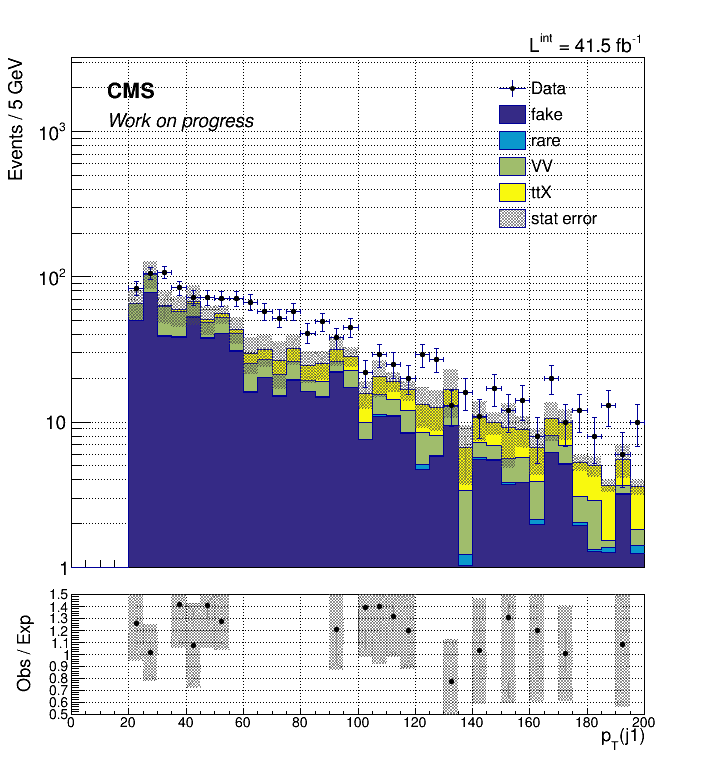 L^int = 41.5 fb^-1
Events / 5 GeV
CMS
Work on progress
Data
fake
rare
VV
ttX
stat error
10^3
10^2
10
1
Obs / Exp
1.5
1.4
1.3
1.2
1.1
1
0.9
0.8
0.7
0.6
0.5
0 20 40 60 80 100 120 140 160 180 200
p_T(j1)